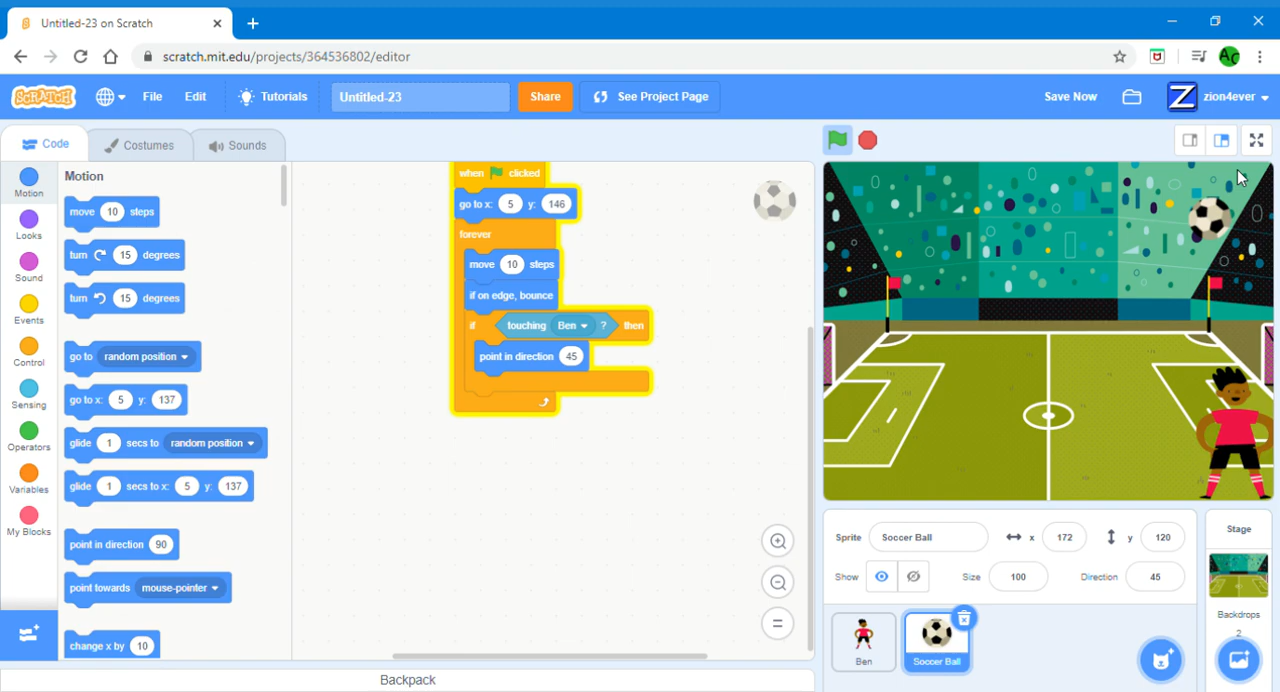 Untitled-23 on Scratch
scratch.mit.edu/projects/364536802/editor
SCRATCH File Edit Tutorials Untitled-23 Share See Project Page Save Now Z zion4ever
Code Costumes Sounds
Motion
Looks
Sound
Events
Control
Sensing
Operators
Variables
My Blocks
Motion
move 10 steps
turn 15 degrees
turn 15 degrees
go to random position
go to x: 5 y: 137
glide 1 secs to random position
glide 1 secs to x: 5 y: 137
point in direction 90
point towards mouse-pointer
change x by 10
when clicked
go to x: 5 y: 146
forever
move 10 steps
if on edge, bounce
if touching Ben ? then
point in direction 45
Sprite Soccer Ball x 172 y 120
Show Size 100 Direction 45
Ben
Soccer Ball
Stage
Backdrops
2
Backpack